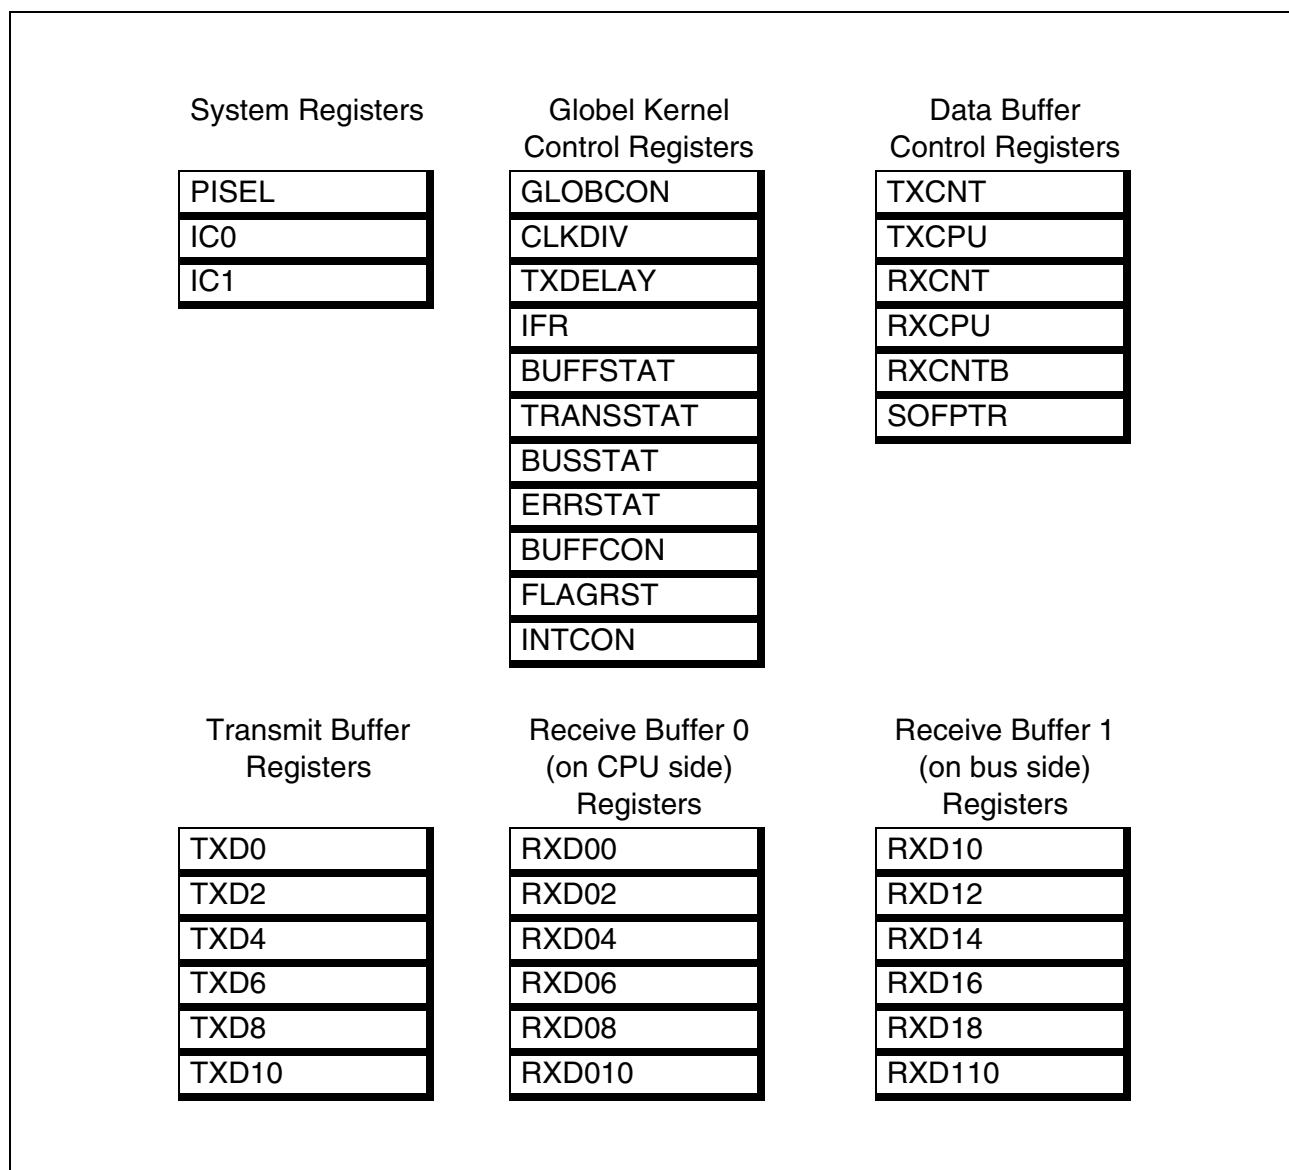 System Registers
PISEL
IC0
IC1
Globel Kernel
Control Registers
GLOBCON
CLKDIV
TXDELAY
IFR
BUFFSTAT
TRANSSTAT
BUSSTAT
ERRSTAT
BUFFCON
FLAGRST
INTCON
Data Buffer
Control Registers
TXCNT
TXCPU
RXCNT
RXCPU
RXCNTB
SOFPTR
Transmit Buffer
Registers
TXD0
TXD2
TXD4
TXD6
TXD8
TXD10
Receive Buffer 0
(on CPU side)
Registers
RXD00
RXD02
RXD04
RXD06
RXD08
RXD010
Receive Buffer 1
(on bus side)
Registers
RXD10
RXD12
RXD14
RXD16
RXD18
RXD110